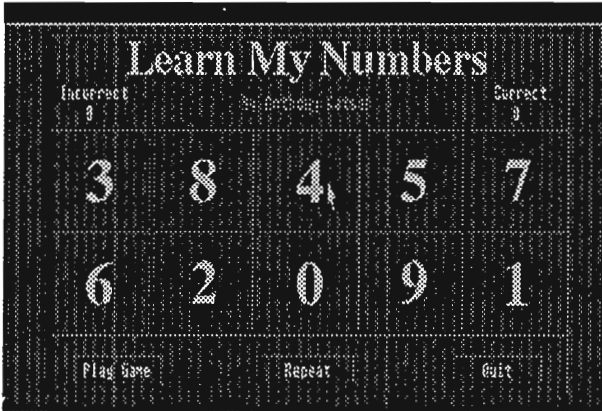 Learn My Numbers
Incorrect
0
Correct
0
3 8 4 5 7
6 2 0 9 1
Play Game
Repeat
Quit